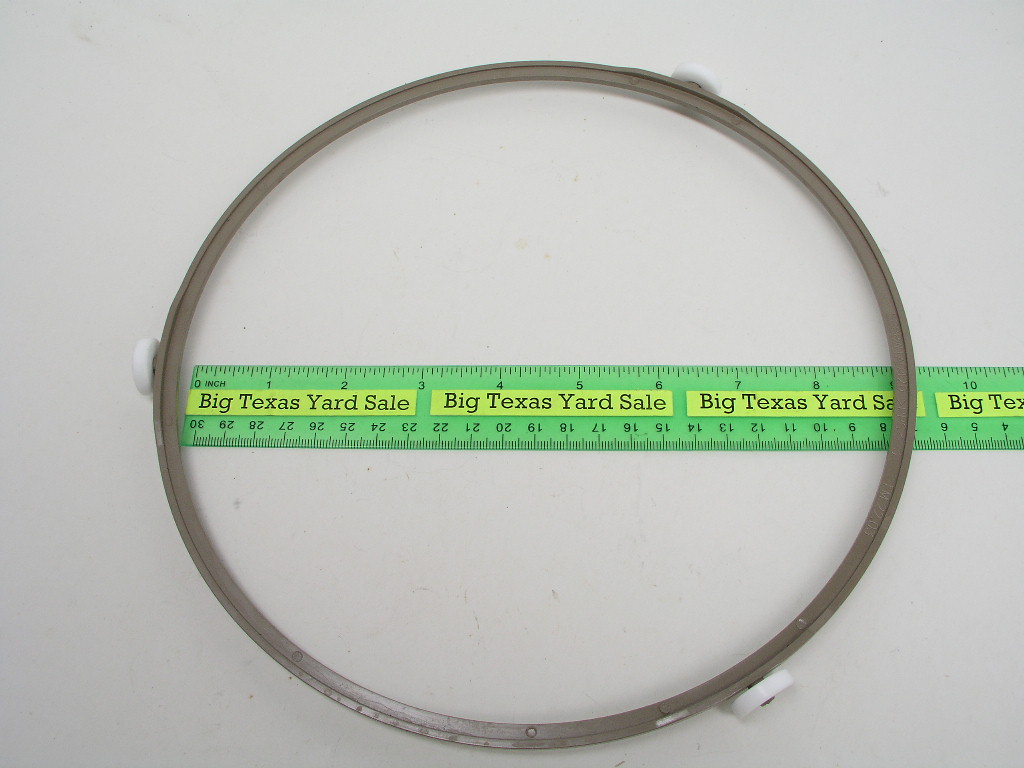 0 INCH 1 2 3 4 5 6 7 8 9 10
Big Texas Yard Sale Big Texas Yard Sale Big Texas Yard Sa Big Te
30 29 28 27 26 25 24 23 22 21 20 19 18 17 16 15 14 13 12 11 10 9 8 6 5 4